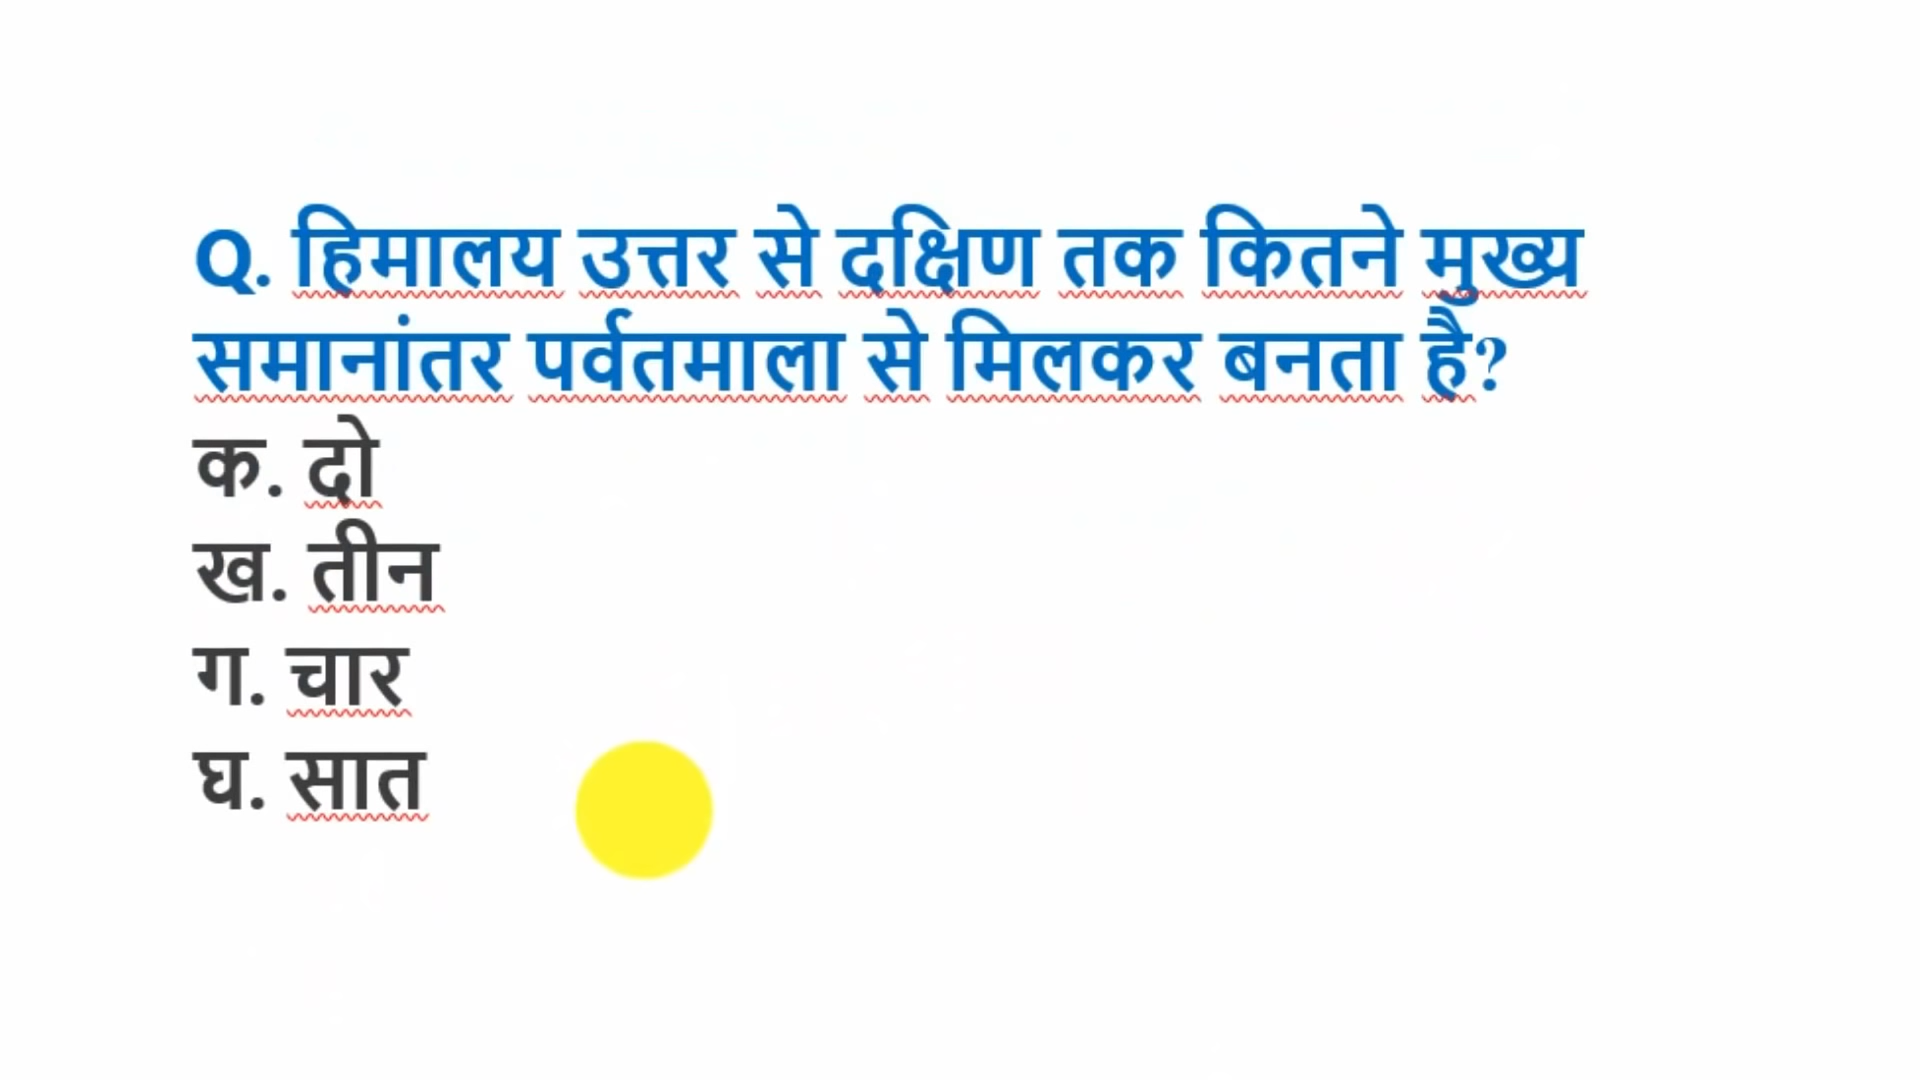 Q. हिमालय उत्तर से दक्षिण तक कितने मुख्य
समानांतर पर्वतमाला से मिलकर बनता है?
क. दो
ख. तीन
ग. चार
घ. सात